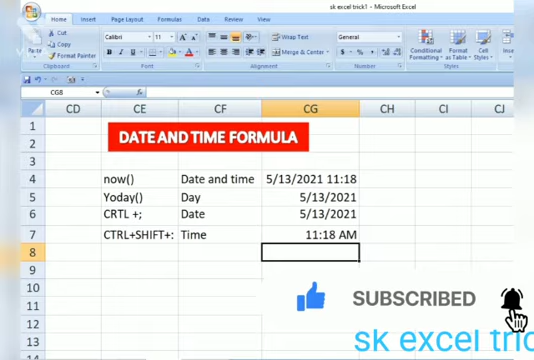 sk excel trick1 - Microsoft Excel
Home Insert Page Layout Formulas Data Review View
Cut
Copy
Paste
Format Painter
Clipboard
Calibri 11
Font
Wrap Text
Merge & Center
Alignment
General
Number
Conditional Formatting
Format as Table
Cell Styles
Styles
CG8
CD CE CF CG CH CI CJ
1
DATE AND TIME FORMULA
2
3
4 now() Date and time 5/13/2021 11:18
5 Yoday() Day 5/13/2021
6 CRTL +; Date 5/13/2021
7 CTRL+SHIFT+: Time 11:18 AM
8
9
10
11
SUBSCRIBED
12
sk excel tric
13